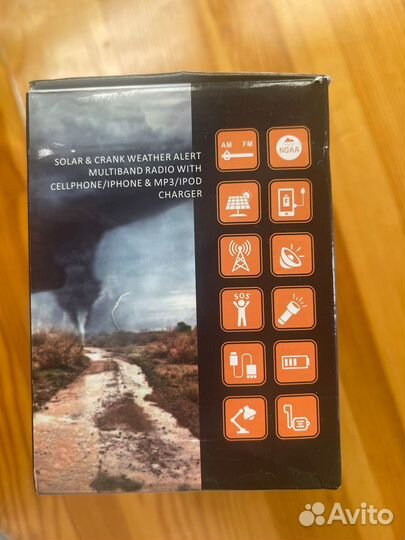 SOLAR & CRANK WEATHER ALERT
MULTIBAND RADIO WITH
CELLPHONE/IPHONE & MP3/IPOD
CHARGER
AM FM
NOAA
SOS
Avito